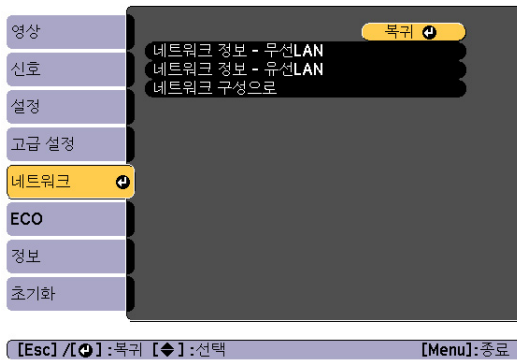 영상
신호
설정
고급 설정
네트워크
ECO
정보
초기화
복귀
네트워크 정보 - 무선LAN
네트워크 정보 - 유선LAN
네트워크 구성으로
[Esc] /[⏎] :복귀 [◆] :선택 [Menu]:종료